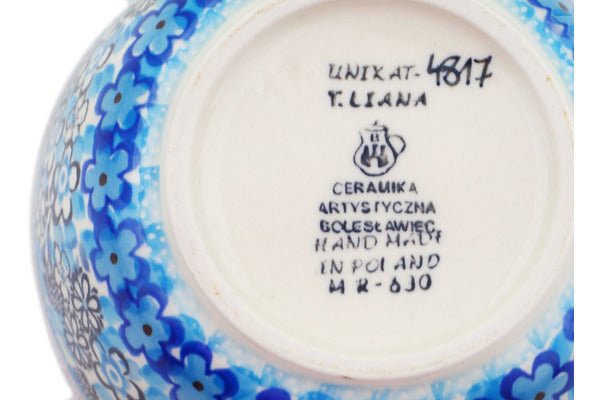 UNIKAT-4817
T.LIANA
CERAMIKA
ARTYSTYCZNA
BOLESŁAWIEC
HAND MADE
IN POLAND
M R-630